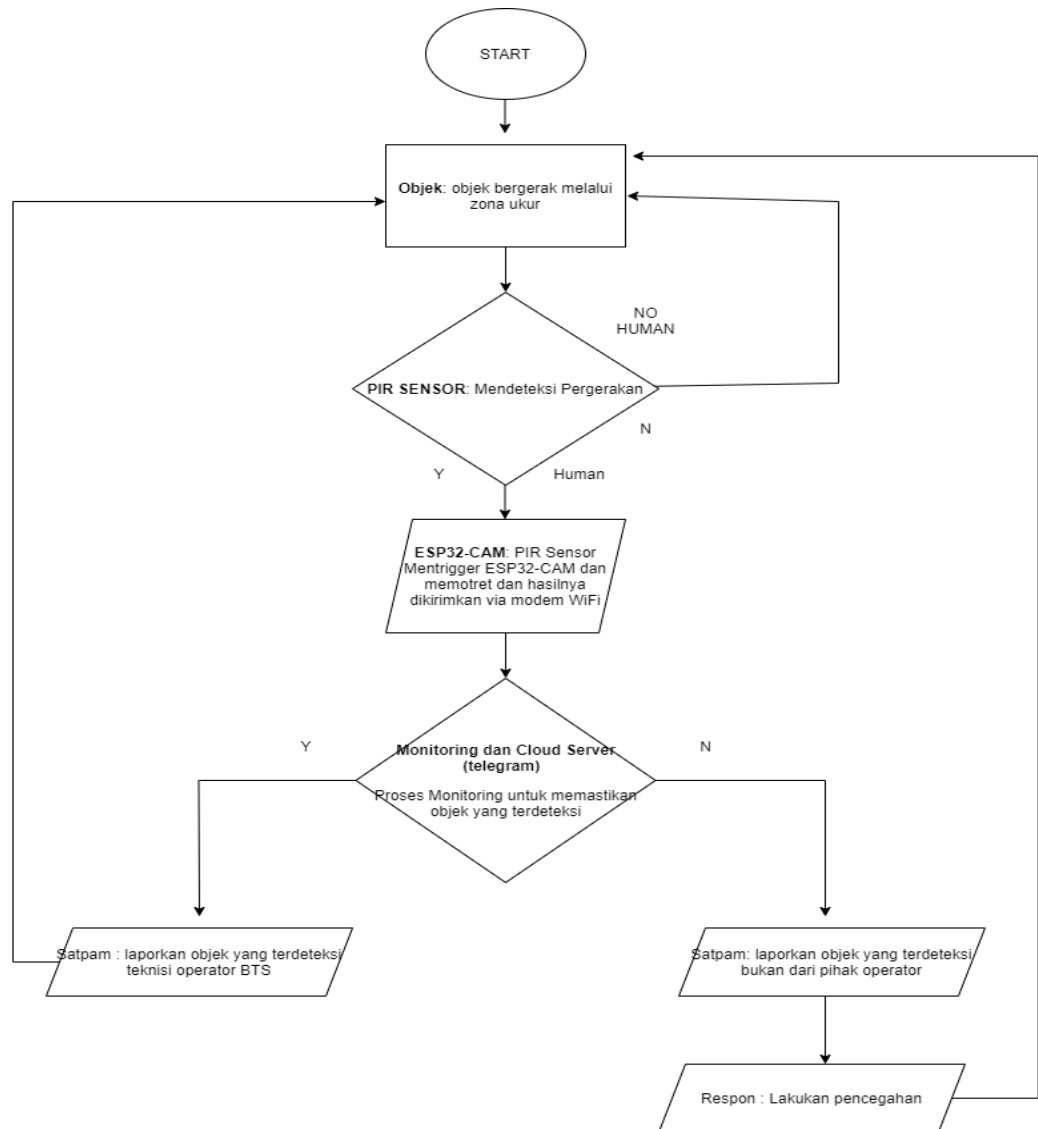 START
Objek: objek bergerak melalui
zona ukur
NO
HUMAN
PIR SENSOR: Mendeteksi Pergerakan
N
Y
Human
ESP32-CAM: PIR Sensor
Mentrigger ESP32-CAM dan
memotret dan hasilnya
dikirimkan via modem WiFi
Y
Monitoring dan Cloud Server
(telegram)
N
Proses Monitoring untuk memastikan
objek yang terdeteksi
Satpam : laporkan objek yang terdeteksi
teknisi operator BTS
Satpam: laporkan objek yang terdeteksi
bukan dari pihak operator
Respon : Lakukan pencegahan